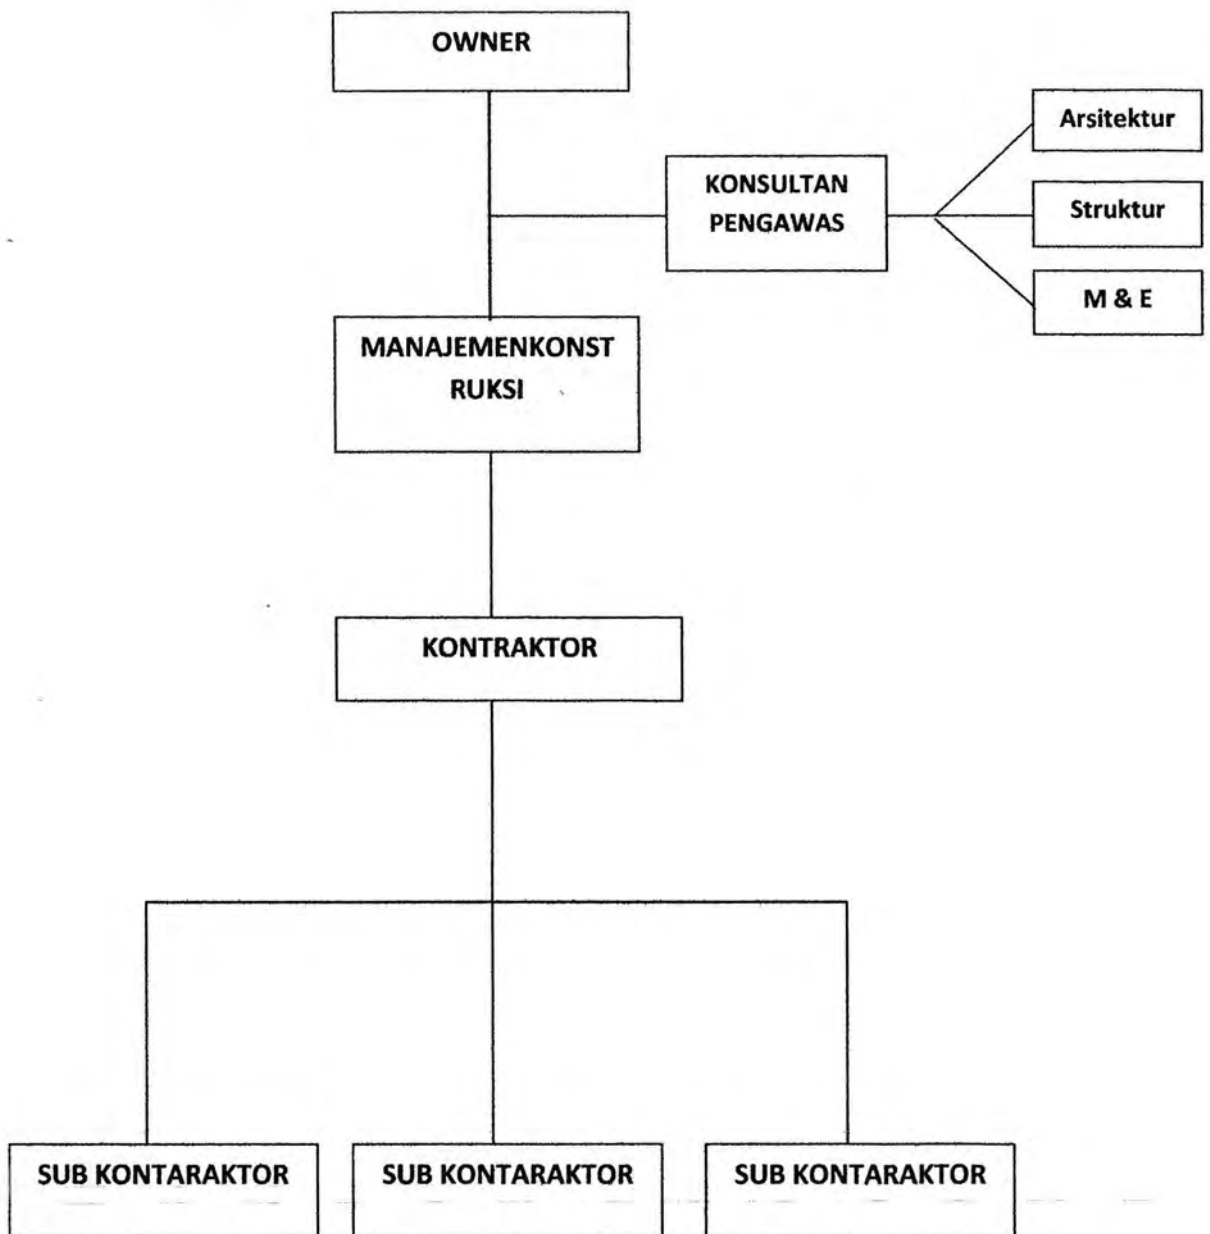 OWNER
Arsitektur
KONSULTAN
PENGAWAS
Struktur
M & E
MANAJEMENKONST
RUKSI
KONTRAKTOR
SUB KONTARAKTOR
SUB KONTARAKTOR
SUB KONTARAKTOR